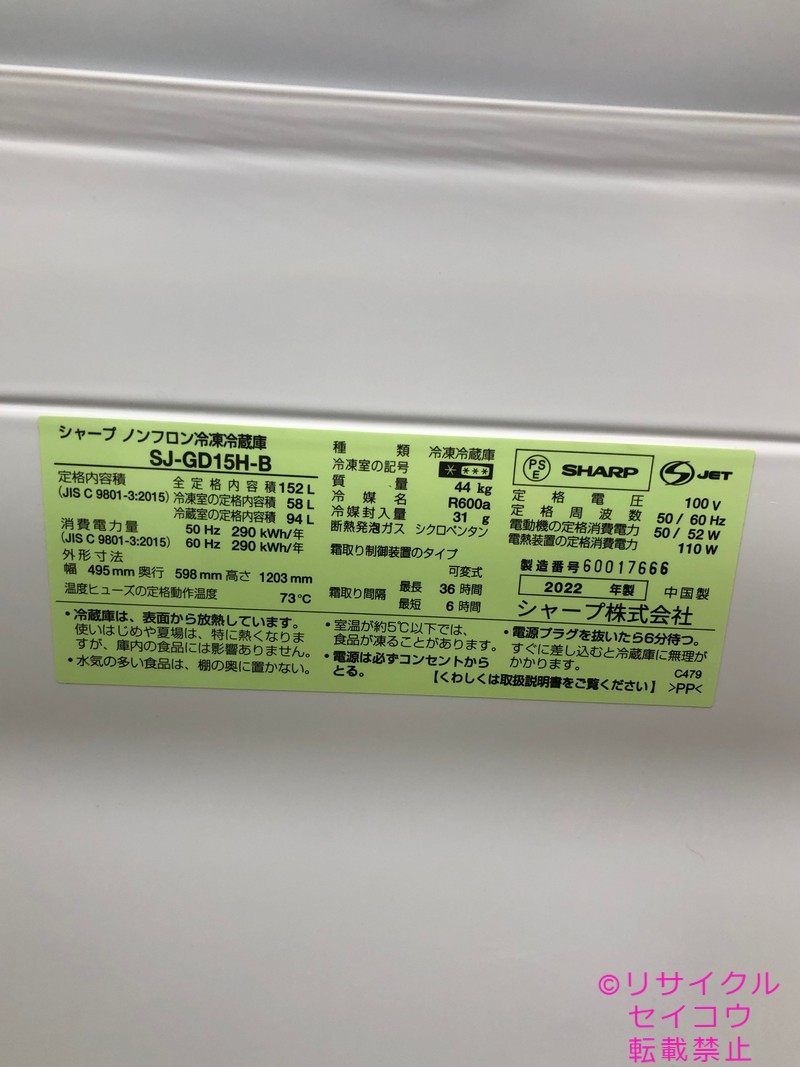 シャープ ノンフロン冷凍冷蔵庫
SJ-GD15H-B
定格内容積
(JIS C 9801-3:2015)
全定格内容積 152 L
冷凍室の定格内容積 58 L
冷蔵室の定格内容積 94 L
消費電力量
(JIS C 9801-3:2015)
50 Hz 290 kWh/年
60 Hz 290 kWh/年
外形寸法
幅 495 mm 奥行 598 mm 高さ 1203 mm
温度ヒューズの定格動作温度 73℃
種類 冷凍冷蔵庫
冷凍室の記号 * ***
質量 44 kg
冷媒名 R600a
冷媒封入量 31 g
断熱発泡ガス シクロペンタン
霜取り制御装置のタイプ
可変式
霜取り間隔
最長 36 時間
最短 6 時間
PS
E
SHARP
S JET
定格電圧 100 V
定格周波数 50 / 60 Hz
電動機の定格消費電力 50 / 52 W
電熱装置の定格消費電力 110 W
製造番号 60017666
2022 年製 中国製
シャープ株式会社
・冷蔵庫は、表面から放熱しています。
使いはじめや夏場は、特に熱くなりま
すが、庫内の食品には影響ありません。
・水気の多い食品は、棚の奥に置かない。
・室温が約5℃以下では、
食品が凍ることがあります。
・電源は必ずコンセントから
とる。
・電源プラグを抜いたら6分待つ。
すぐに差し込むと冷蔵庫に無理が
かかります。
C479
【くわしくは取扱説明書をご覧ください】 >PP<
©リサイクル
セイコウ
転載禁止